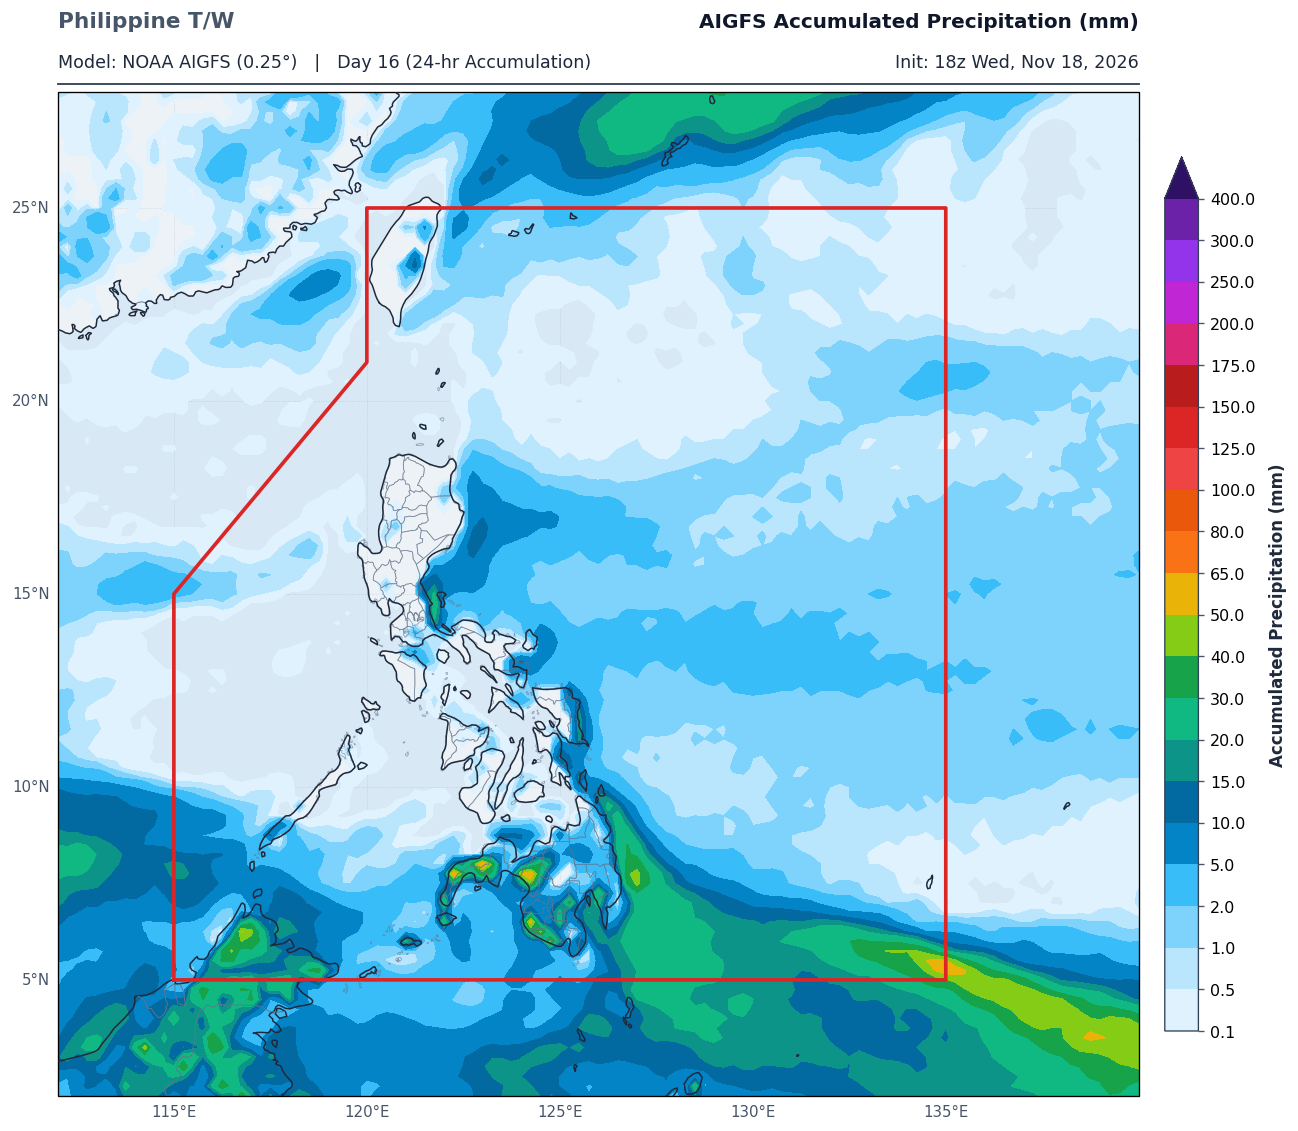 Philippine T/W
AIGFS Accumulated Precipitation (mm)
Model: NOAA AIGFS (0.25°)   |   Day 16 (24-hr Accumulation)
Init: 18z Wed, Nov 18, 2026
25°N
20°N
15°N
10°N
5°N
115°E
120°E
125°E
130°E
135°E
400.0
300.0
250.0
200.0
175.0
150.0
125.0
100.0
80.0
65.0
50.0
40.0
30.0
20.0
15.0
10.0
5.0
2.0
1.0
0.5
0.1
Accumulated Precipitation (mm)